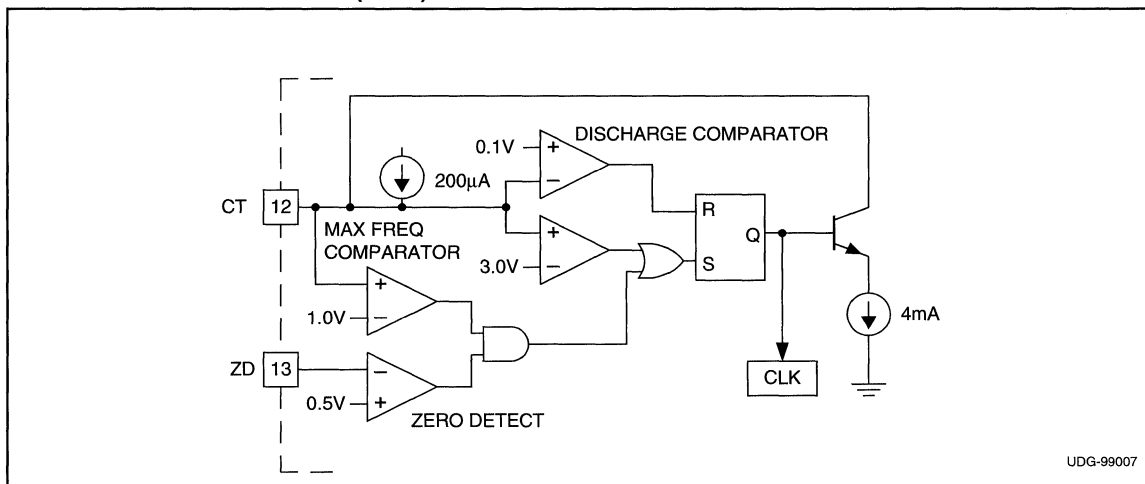 DISCHARGE COMPARATOR
0.1V
+
−
200µA
CT
12
R
Q
S
MAX FREQ
COMPARATOR
+
−
3.0V
+
−
1.0V
4mA
ZD
13
−
+
0.5V
ZERO DETECT
CLK
UDG-99007